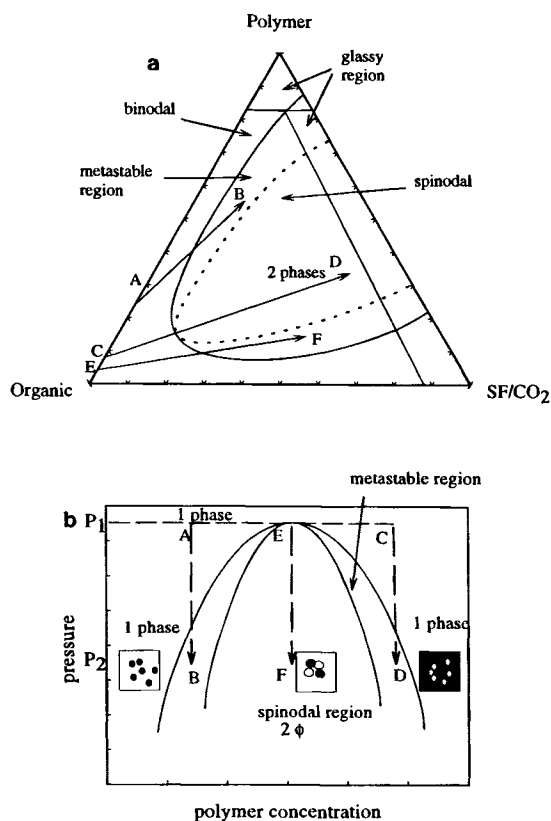 Polymer
a
glassy
region
binodal
metastable
region
spinodal
B
A
D
2 phases
C
E
F
Organic
SF/CO₂
metastable region
b
P1
1 phase
A
E
C
1 phase
1 phase
pressure
P2
B
F
D
spinodal region
2 ϕ
polymer concentration